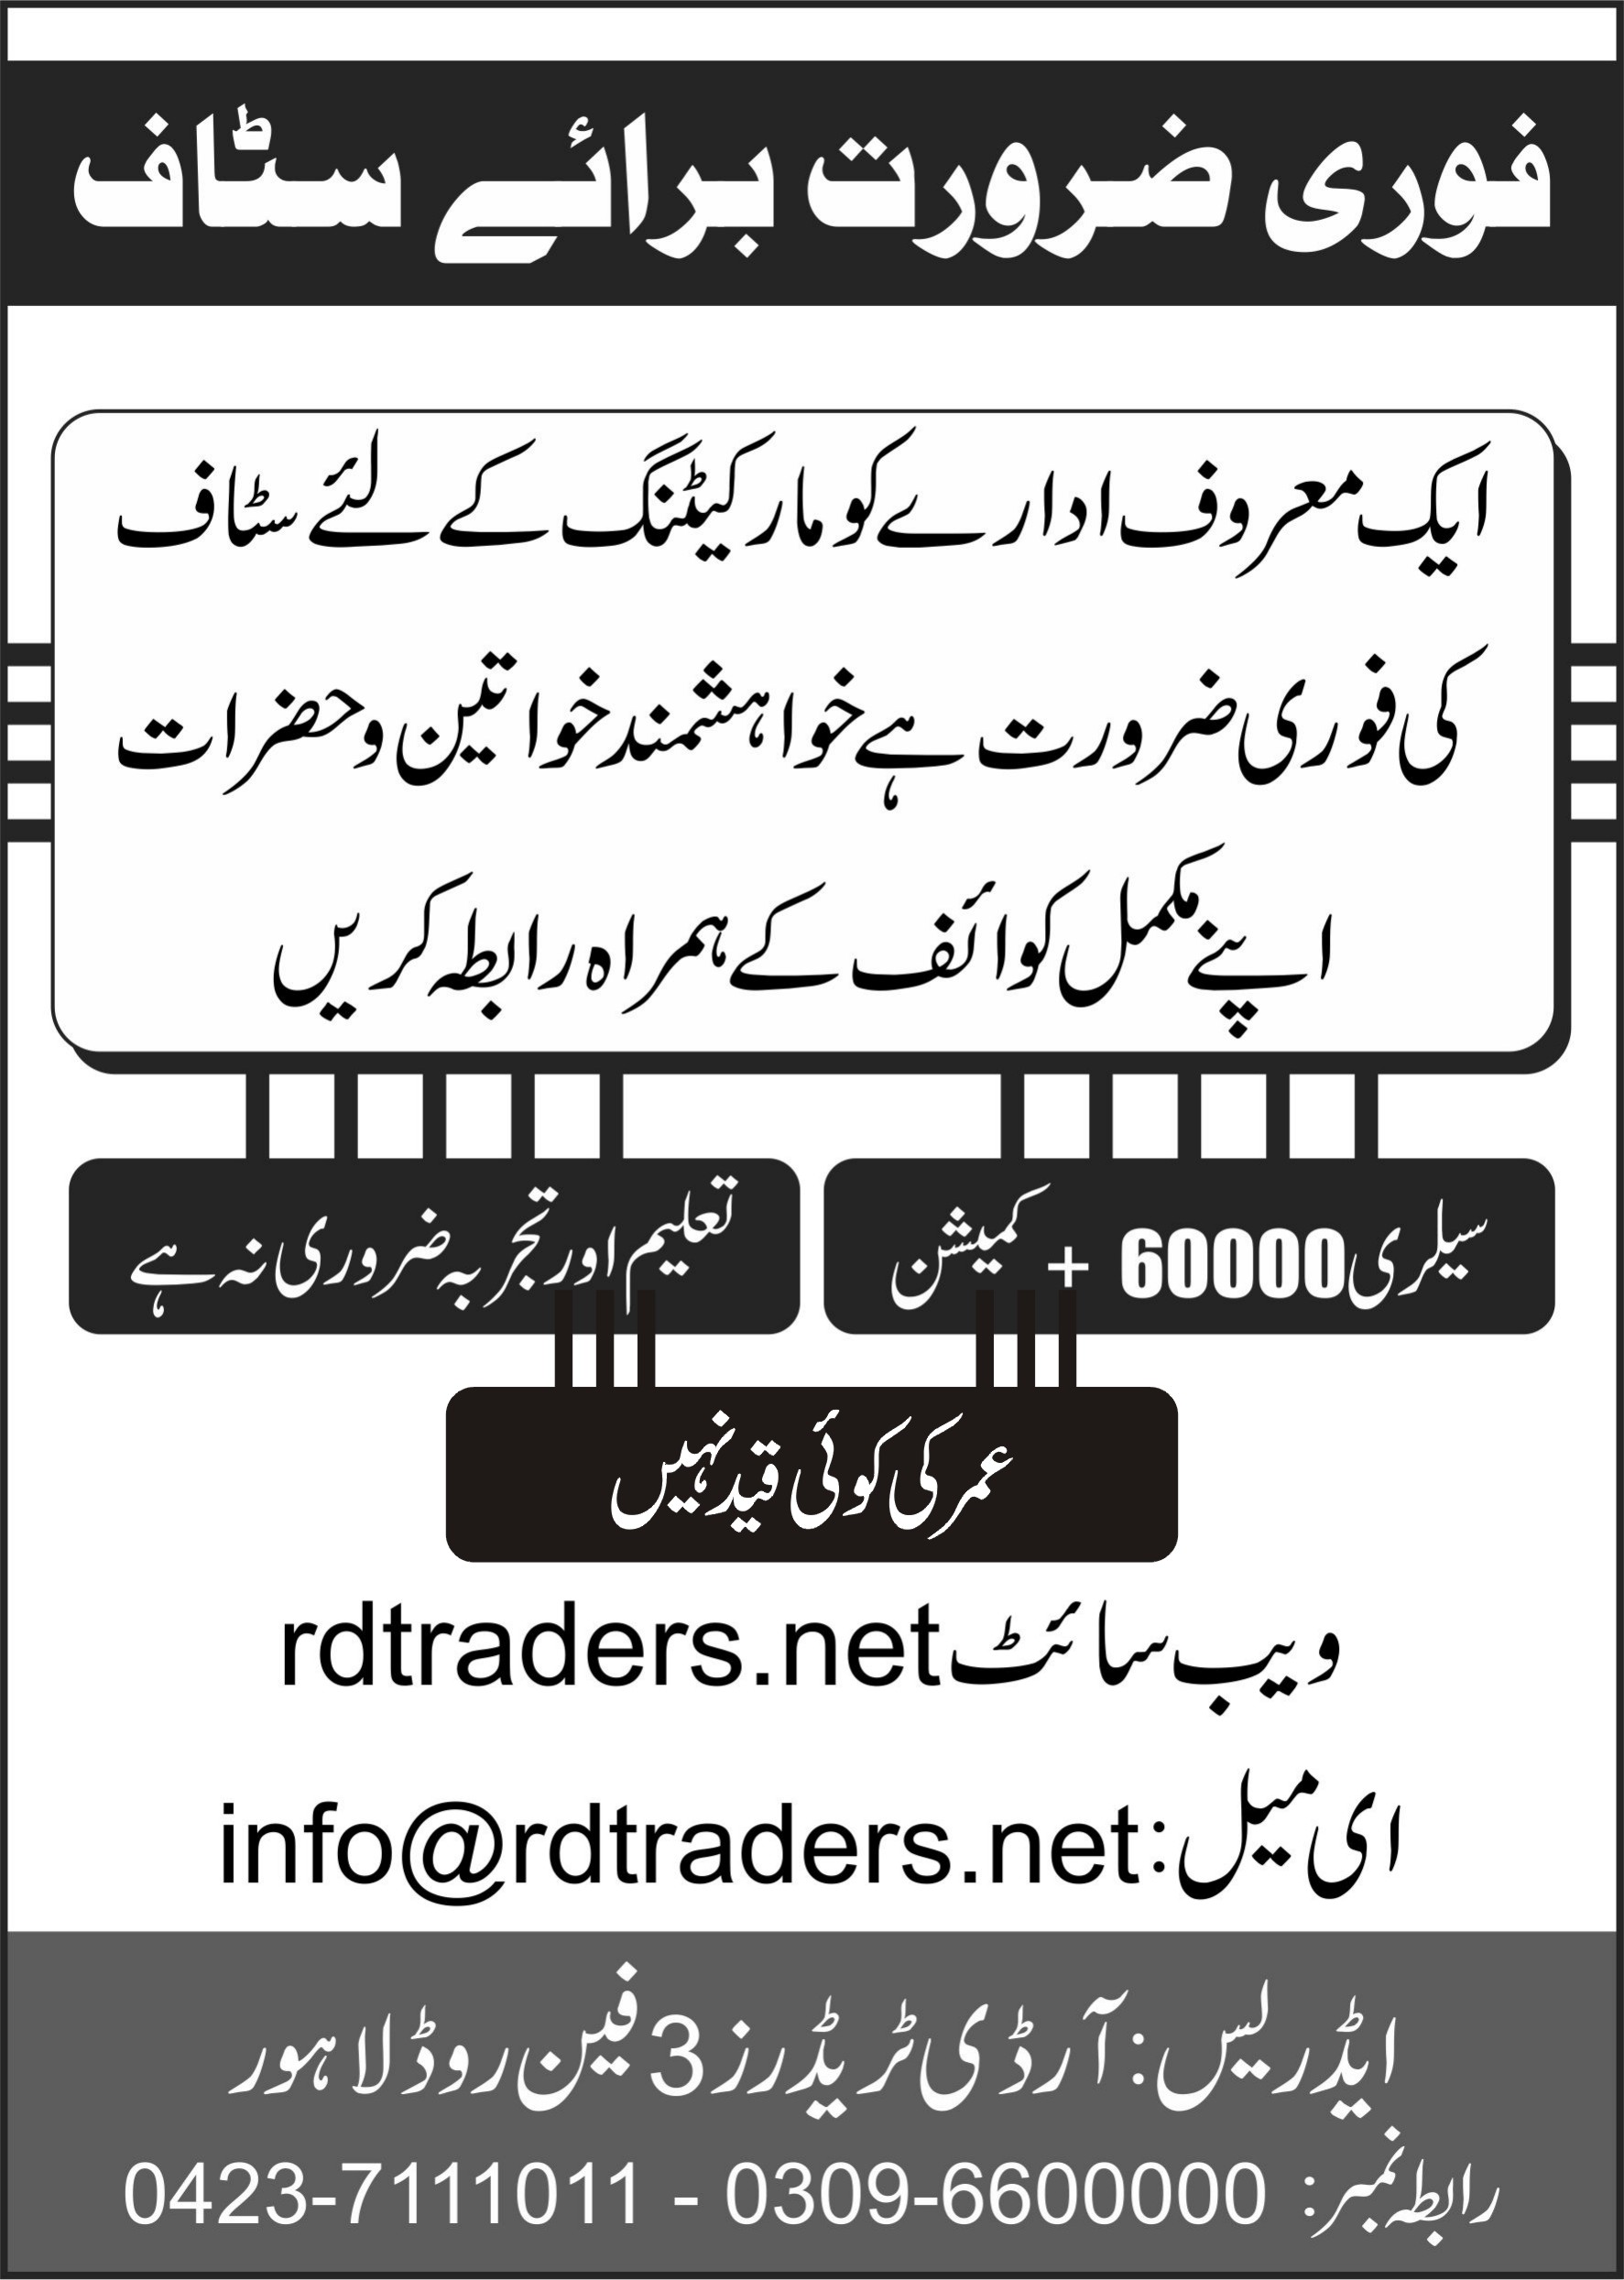 فوری ضرورت برائے سٹاف
ایک معروف ادارے کو مارکیٹنگ کے لئے سٹاف
کی فوری ضرورت ہے خواہشمند خواتین و حضرات
اپنے مکمل کوائف کے ہمراہ رابطہ کریں
سیلری 60000 + کمیشن
تعلیم اور تجربہ ضروری نہ ہے
عمر کی کوئی قید نہیں
ویب سائٹ rdtraders.net
ای میل: info@rdtraders.net
ایڈریس: آر ڈی ٹریڈرز 3 فین روڈ لاہور
رابطہ نمبر: 0309-6600000 - 0423-7111011